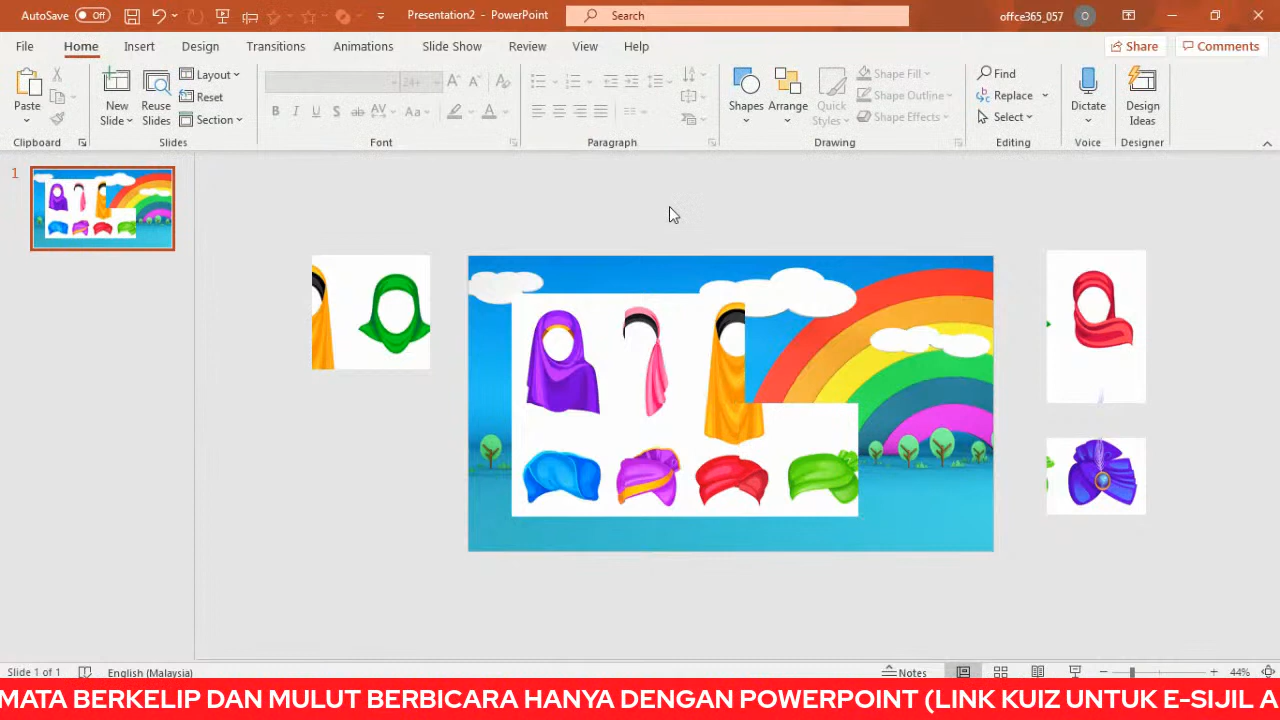 AutoSave Off Presentation2 - PowerPoint Search offce365_057 O
File Home Insert Design Transitions Animations Slide Show Review View Help Share Comments
Paste New Slide Reuse Slides Layout Reset Section 24+ Shapes Arrange Quick Styles Shape Fill Shape Outline Shape Effects Find Replace Select Dictate Design Ideas
Clipboard Slides Font Paragraph Drawing Editing Voice Designer
1
Slide 1 of 1 English (Malaysia) Notes 44%
MATA BERKELIP DAN MULUT BERBICARA HANYA DENGAN POWERPOINT (LINK KUIZ UNTUK E-SIJIL A